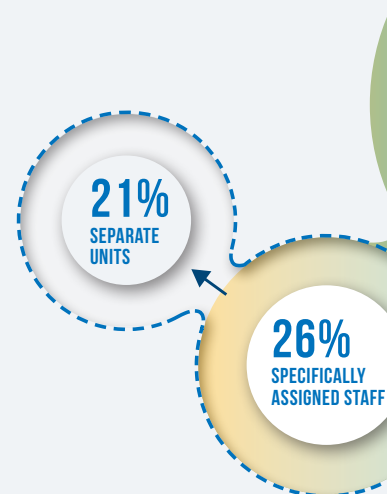 21%
SEPARATE
UNITS
26%
SPECIFICALLY
ASSIGNED STAFF